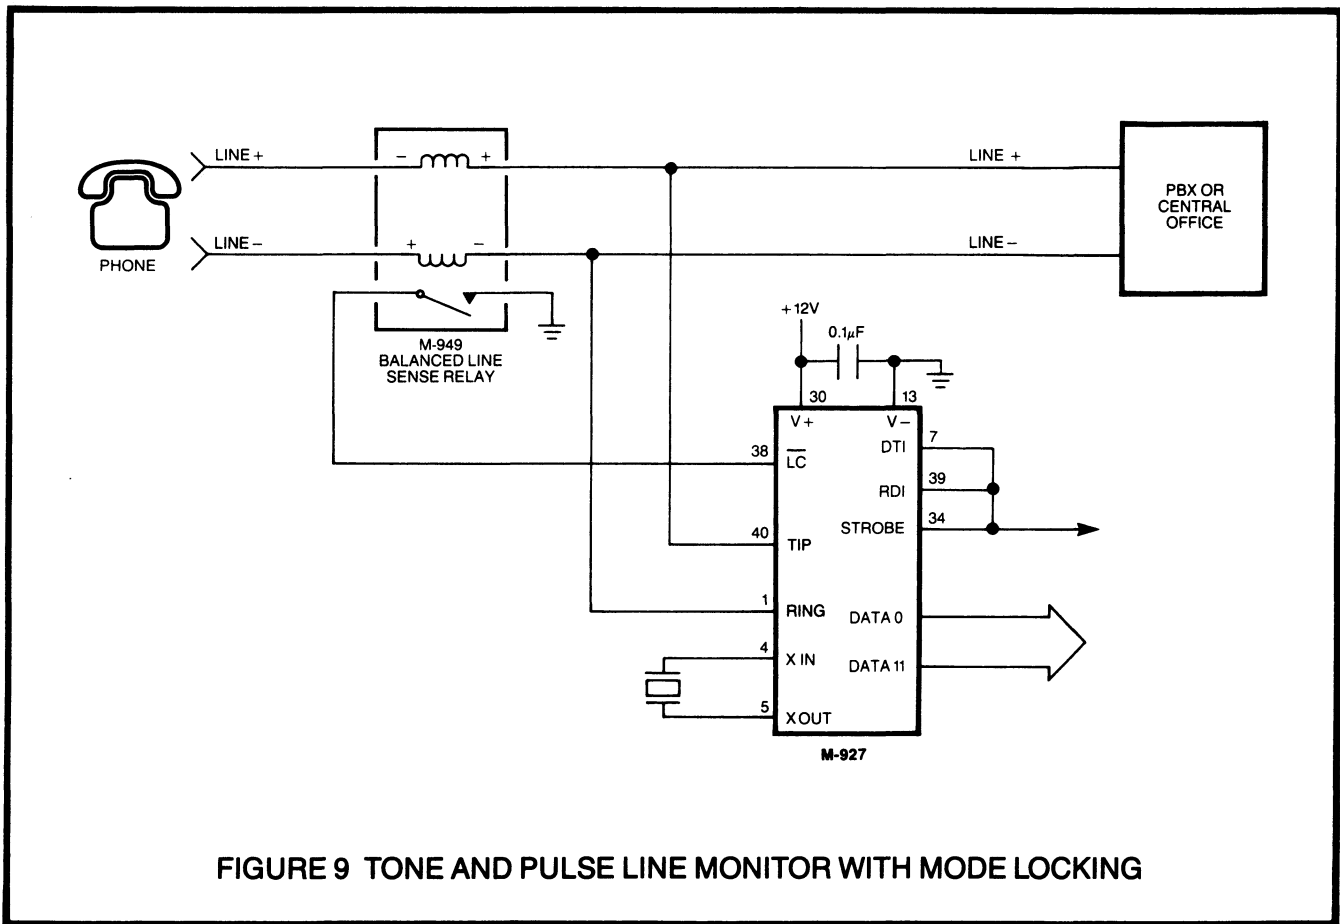 LINE +
- +
LINE +
PBX OR
CENTRAL
OFFICE
LINE –
+ -
LINE –
PHONE
M-949
BALANCED LINE
SENSE RELAY
+ 12V
0.1µF
30
13
V +
V –
38
LC
DTI
7
RDI
39
STROBE
34
40
TIP
1
RING
DATA 0
4
X IN
DATA 11
5
X OUT
M-927
FIGURE 9 TONE AND PULSE LINE MONITOR WITH MODE LOCKING